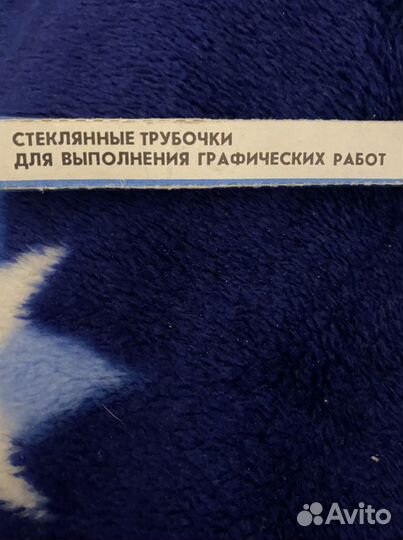 СТЕКЛЯННЫЕ ТРУБОЧКИ
ДЛЯ ВЫПОЛНЕНИЯ ГРАФИЧЕСКИХ РАБОТ
Avito